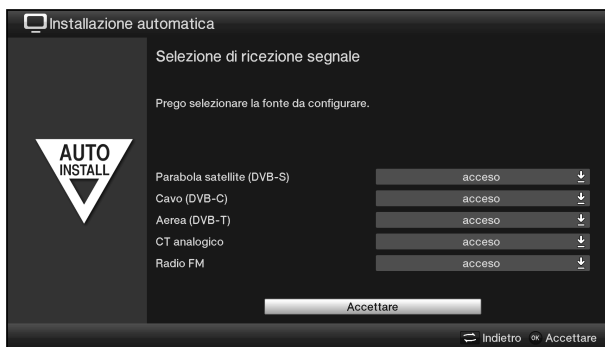 Installazione automatica
Selezione di ricezione segnale
Prego selezionare la fonte da configurare.
AUTO
INSTALL
Parabola satellite (DVB-S) acceso
Cavo (DVB-C) acceso
Aerea (DVB-T) acceso
CT analogico acceso
Radio FM acceso
Accettare
Indietro OK Accettare